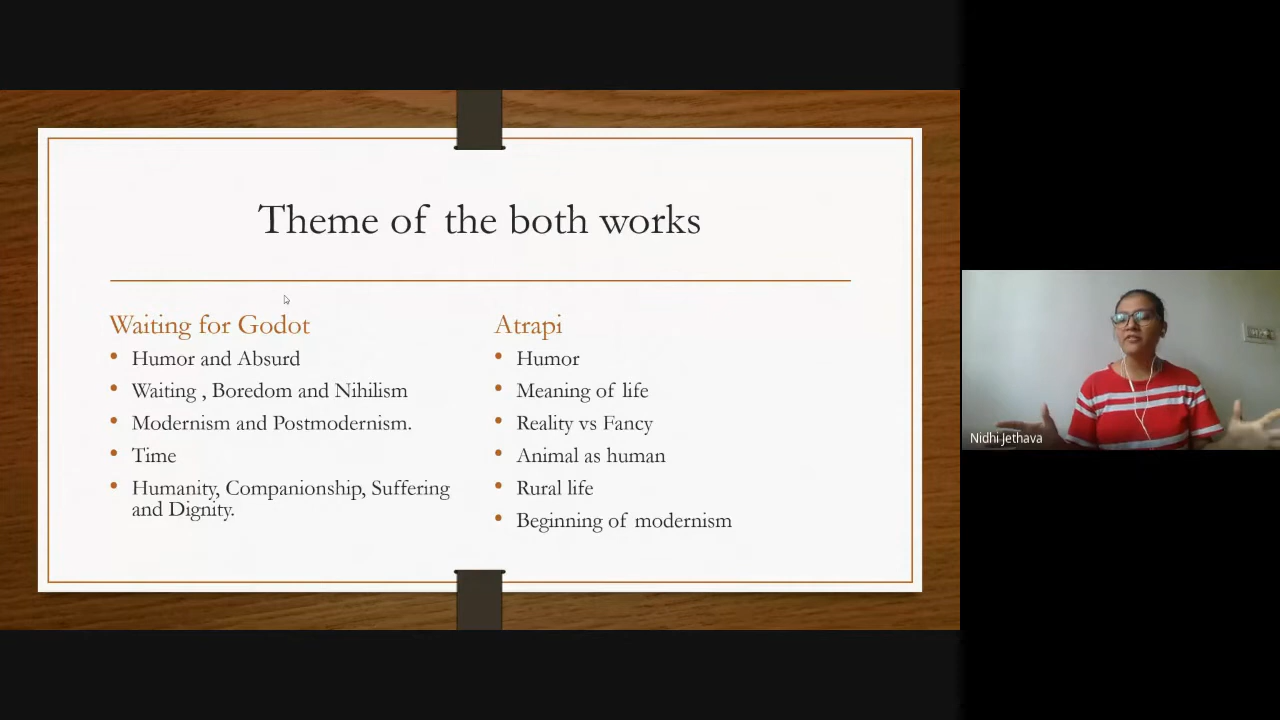 Theme of the both works
Waiting for Godot
• Humor and Absurd
• Waiting , Boredom and Nihilism
• Modernism and Postmodernism.
• Time
• Humanity, Companionship, Suffering
and Dignity.
Atrapi
• Humor
• Meaning of life
• Reality vs Fancy
• Animal as human
• Rural life
• Beginning of modernism
Nidhi Jethava